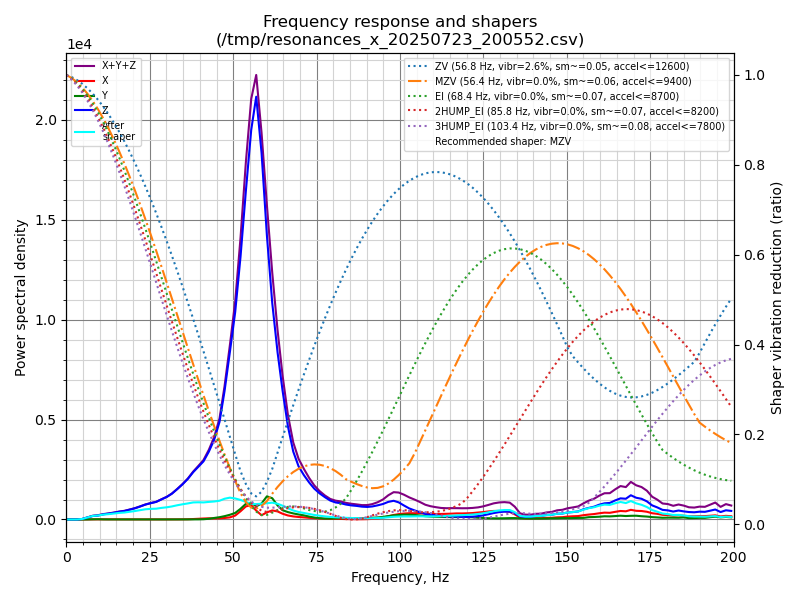 Frequency response and shapers
(/tmp/resonances_x_20250723_200552.csv)
1e4
X+Y+Z
X
Y
Z
After
shaper
ZV (56.8 Hz, vibr=2.6%, sm~=0.05, accel<=12600)
MZV (56.4 Hz, vibr=0.0%, sm~=0.06, accel<=9400)
EI (68.4 Hz, vibr=0.0%, sm~=0.07, accel<=8700)
2HUMP_EI (85.8 Hz, vibr=0.0%, sm~=0.07, accel<=8200)
3HUMP_EI (103.4 Hz, vibr=0.0%, sm~=0.08, accel<=7800)
Recommended shaper: MZV
Power spectral density
2.0
1.5
1.0
0.5
0.0
1.0
0.8
0.6
0.4
0.2
0.0
Shaper vibration reduction (ratio)
0 25 50 75 100 125 150 175 200
Frequency, Hz